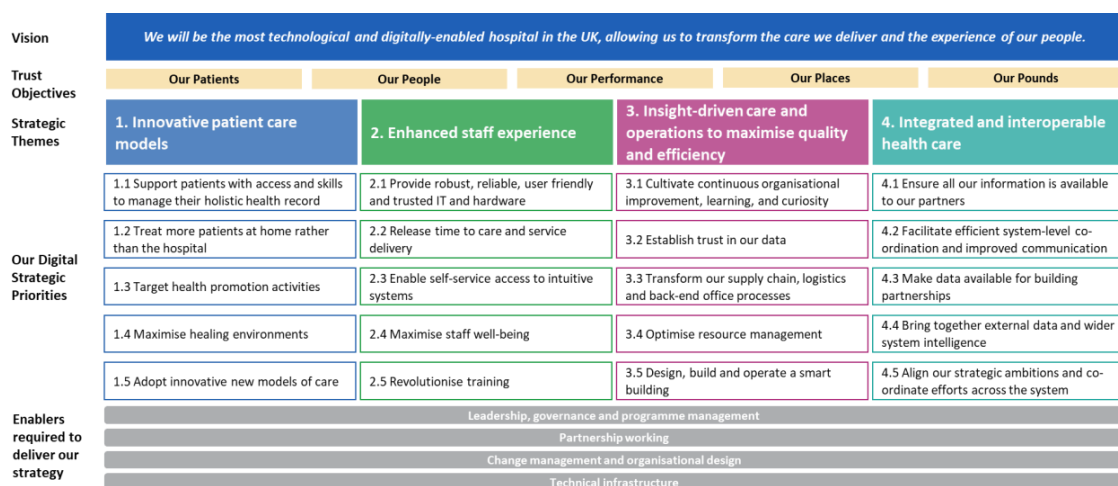 Vision
We will be the most technological and digitally-enabled hospital in the UK, allowing us to transform the care we deliver and the experience of our people.
Trust
Objectives
Our Patients
Our People
Our Performance
Our Places
Our Pounds
Strategic
Themes
1. Innovative patient care
models
2. Enhanced staff experience
3. Insight-driven care and
operations to maximise quality
and efficiency
4. Integrated and interoperable
health care
Our Digital
Strategic
Priorities
1.1 Support patients with access and skills
to manage their holistic health record
2.1 Provide robust, reliable, user friendly
and trusted IT and hardware
3.1 Cultivate continuous organisational
improvement, learning, and curiosity
4.1 Ensure all our information is available
to our partners
1.2 Treat more patients at home rather
than the hospital
2.2 Release time to care and service
delivery
3.2 Establish trust in our data
4.2 Facilitate efficient system-level co-
ordination and improved communication
1.3 Target health promotion activities
2.3 Enable self-service access to intuitive
systems
3.3 Transform our supply chain, logistics
and back-end office processes
4.3 Make data available for building
partnerships
1.4 Maximise healing environments
2.4 Maximise staff well-being
3.4 Optimise resource management
4.4 Bring together external data and wider
system intelligence
1.5 Adopt innovative new models of care
2.5 Revolutionise training
3.5 Design, build and operate a smart
building
4.5 Align our strategic ambitions and co-
ordinate efforts across the system
Enablers
required to
deliver our
strategy
Leadership, governance and programme management
Partnership working
Change management and organisational design
Technical infrastructure